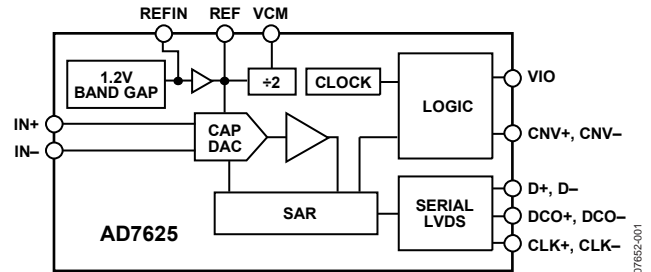 REFIN REF VCM
1.2V
BAND GAP
÷2
CLOCK
LOGIC
VIO
CNV+, CNV–
IN+
IN–
CAP
DAC
SAR
SERIAL
LVDS
D+, D–
DCO+, DCO–
CLK+, CLK–
AD7625
07652-001